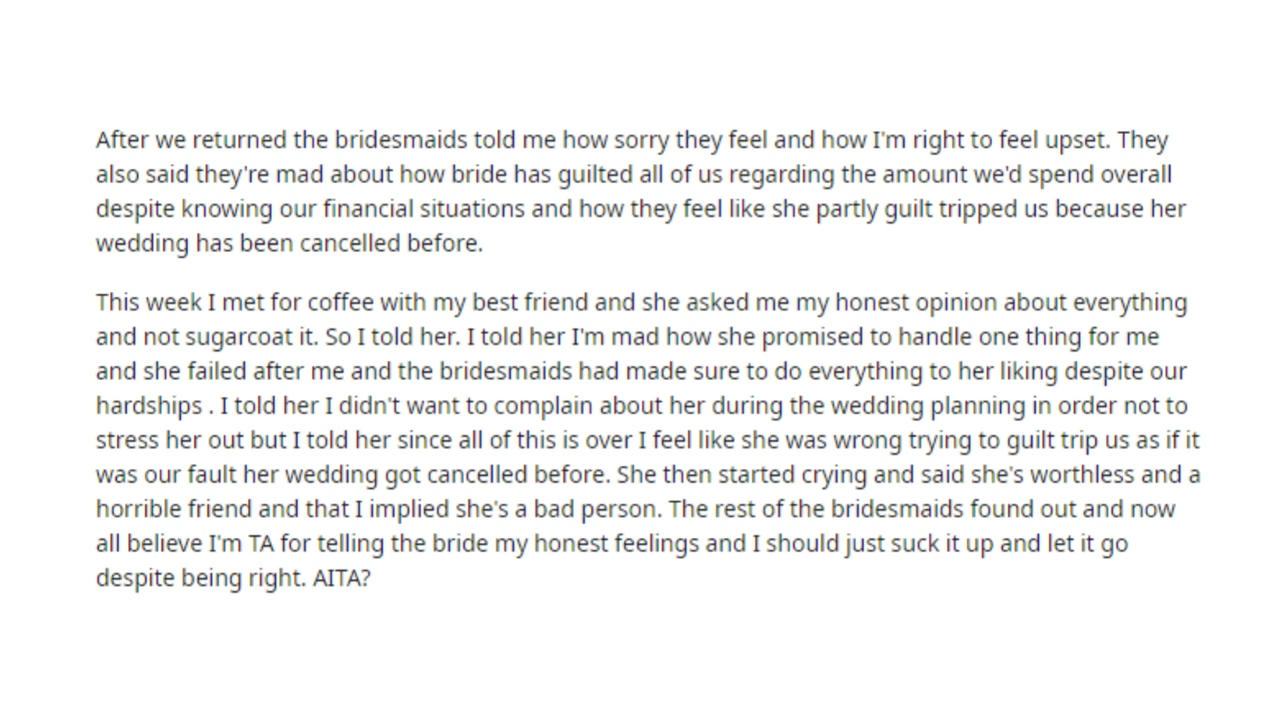 After we returned the bridesmaids told me how sorry they feel and how I'm right to feel upset. They
also said they're mad about how bride has guilted all of us regarding the amount we'd spend overall
despite knowing our financial situations and how they feel like she partly guilt tripped us because her
wedding has been cancelled before.
This week I met for coffee with my best friend and she asked me my honest opinion about everything
and not sugarcoat it. So I told her. I told her I'm mad how she promised to handle one thing for me
and she failed after me and the bridesmaids had made sure to do everything to her liking despite our
hardships . I told her I didn't want to complain about her during the wedding planning in order not to
stress her out but I told her since all of this is over I feel like she was wrong trying to guilt trip us as if it
was our fault her wedding got cancelled before. She then started crying and said she's worthless and a
horrible friend and that I implied she's a bad person. The rest of the bridesmaids found out and now
all believe I'm TA for telling the bride my honest feelings and I should just suck it up and let it go
despite being right. AITA?